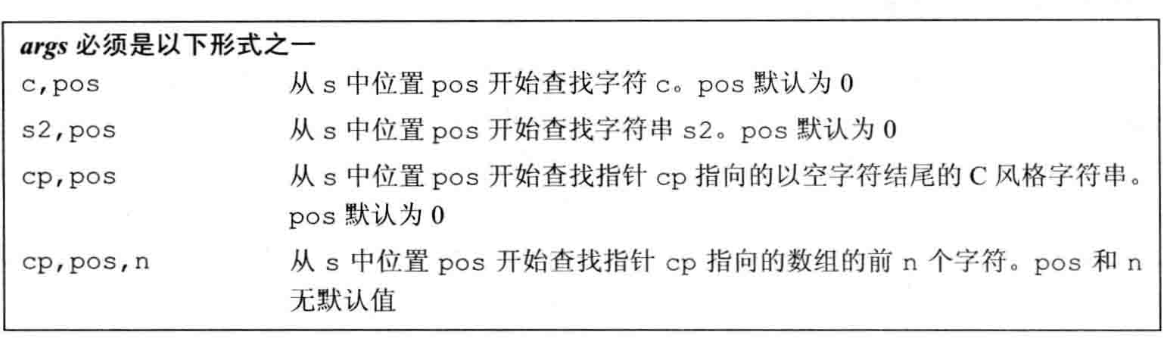 args 必须是以下形式之一
c,pos 从 s 中位置 pos 开始查找字符 c。pos 默认为 0
s2,pos 从 s 中位置 pos 开始查找字符串 s2。pos 默认为 0
cp,pos 从 s 中位置 pos 开始查找指针 cp 指向的以空字符结尾的 C 风格字符串。
pos 默认为 0
cp,pos,n 从 s 中位置 pos 开始查找指针 cp 指向的数组的前 n 个字符。pos 和 n
无默认值